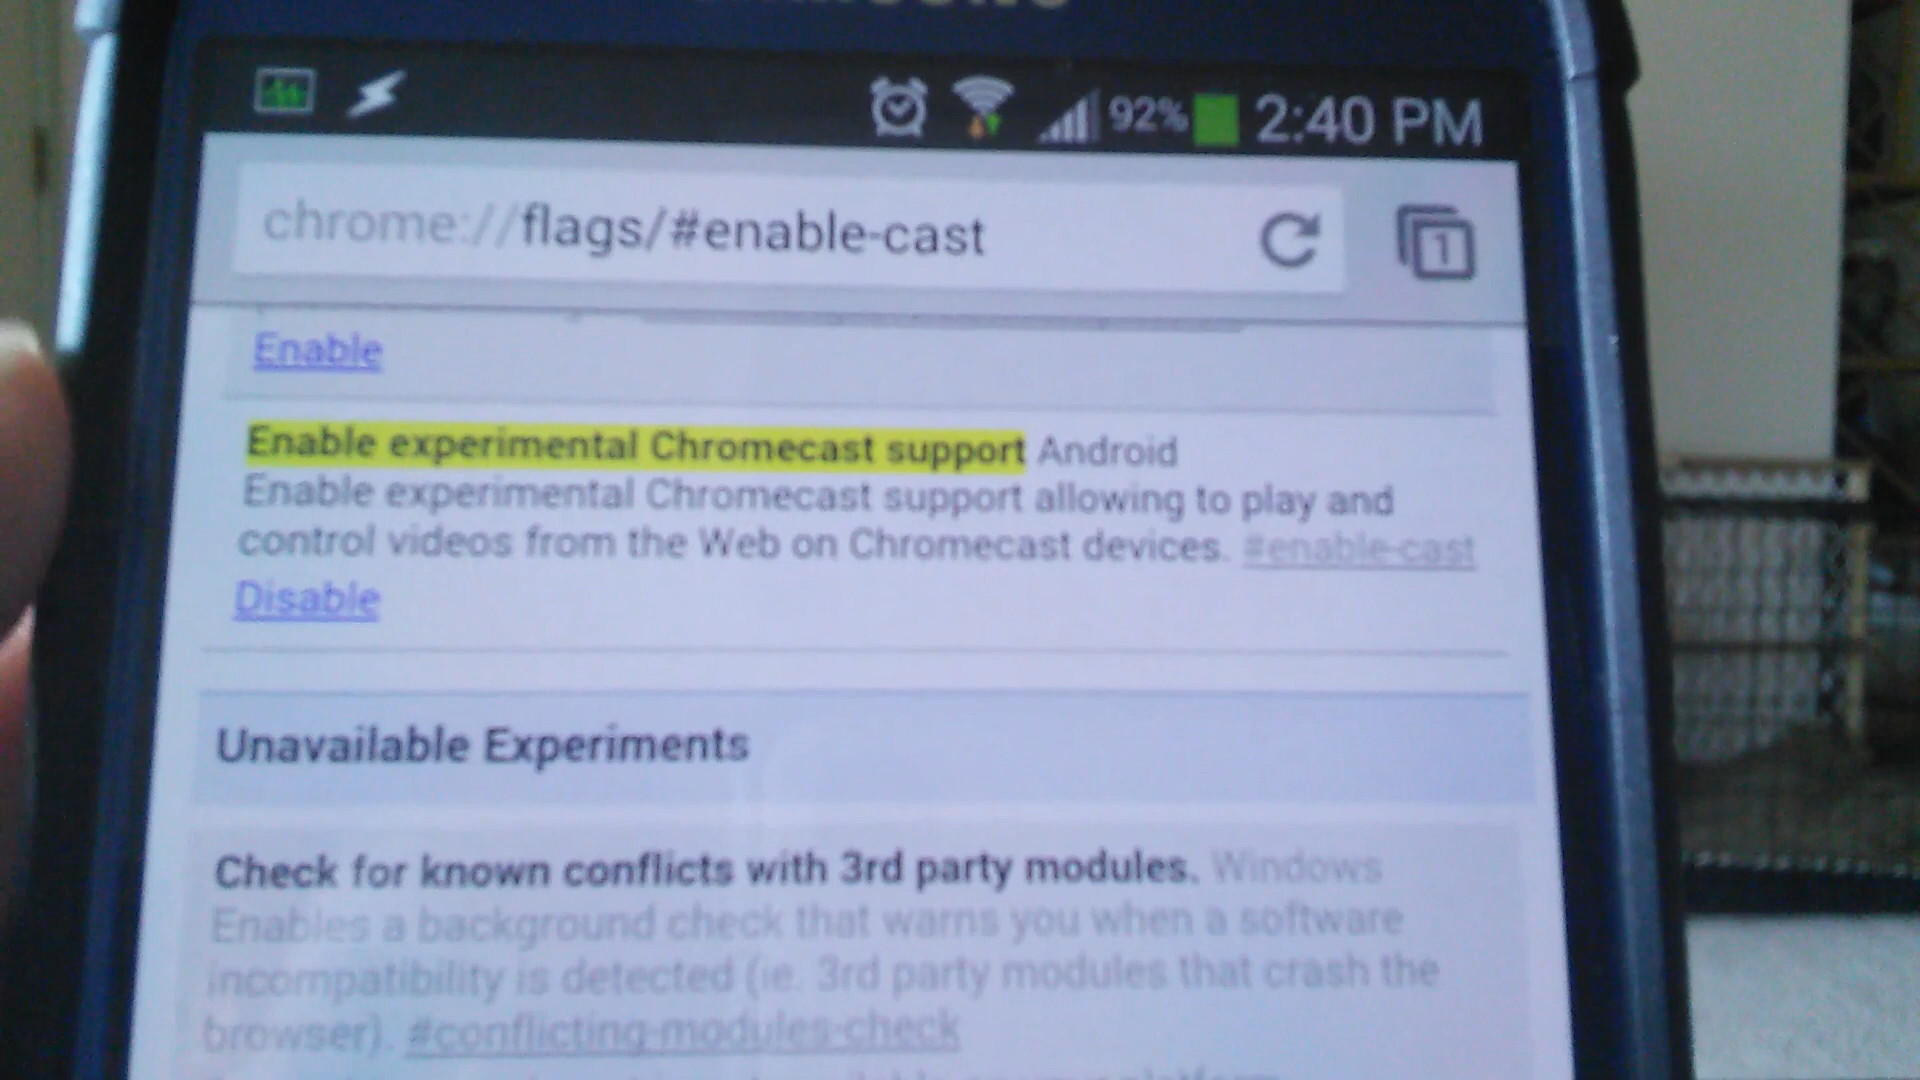 SAMSUNG
92% 2:40 PM
chrome://flags/#enable-cast
1
Enable
Enable experimental Chromecast support Android
Enable experimental Chromecast support allowing to play and
control videos from the Web on Chromecast devices. #enable-cast
Disable
Unavailable Experiments
Check for known conflicts with 3rd party modules. Windows
Enables a background check that warns you when a software
incompatibility is detected (ie. 3rd party modules that crash the
browser). #conflicting-modules-check